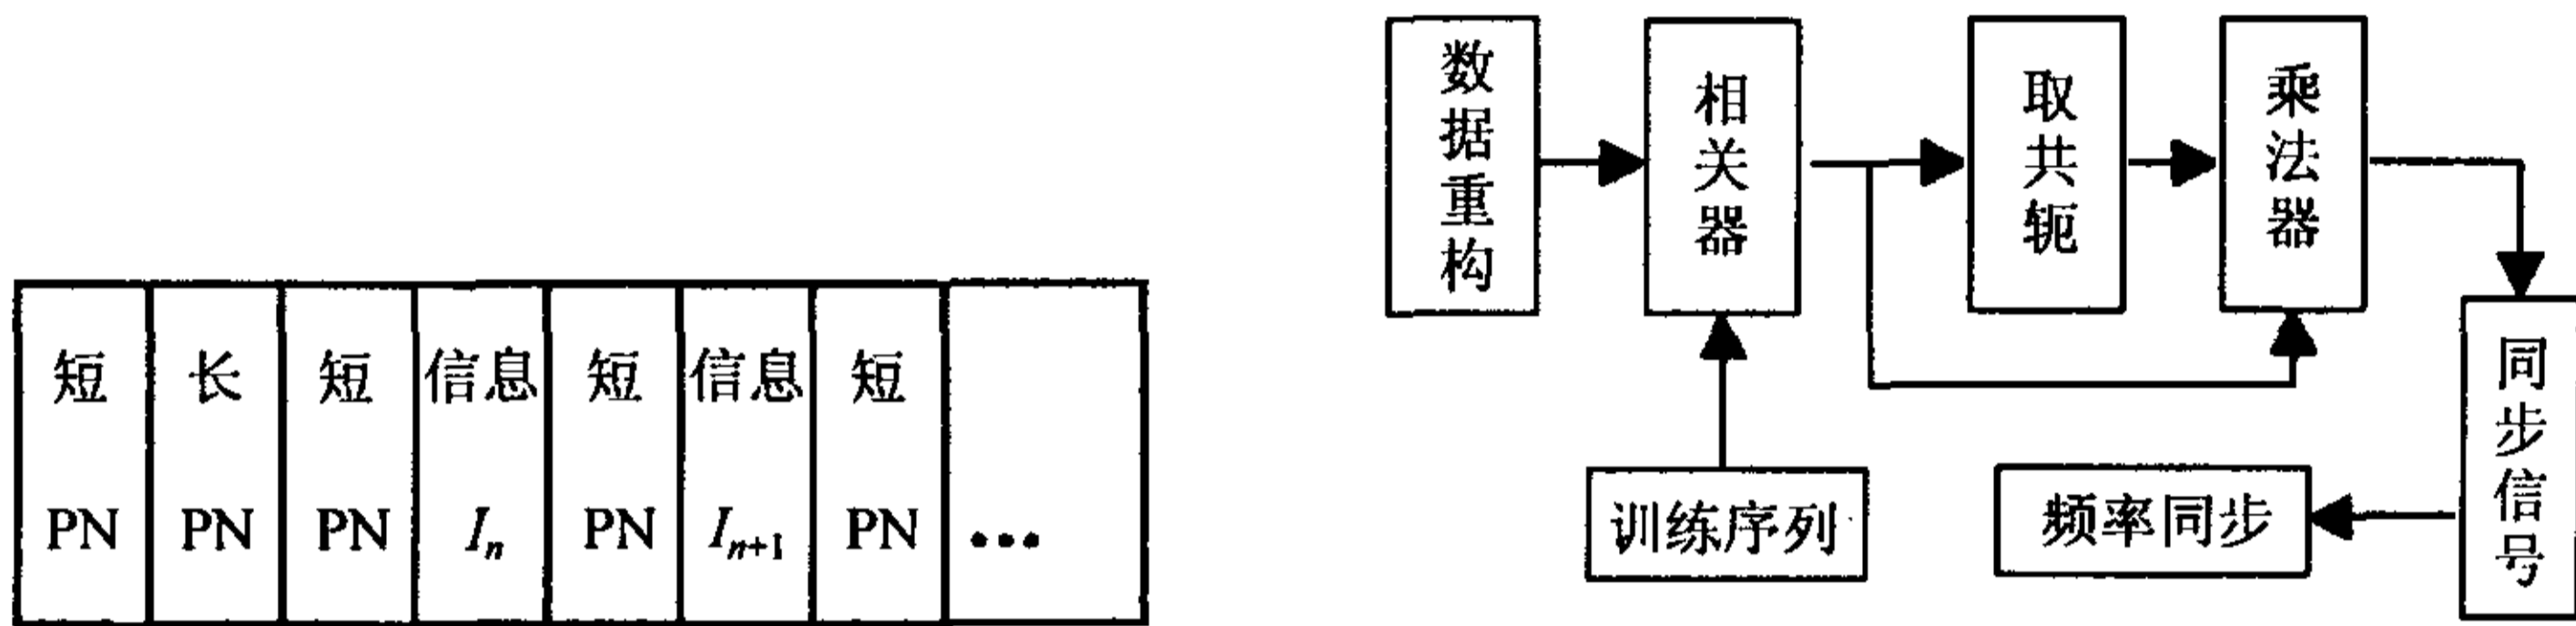 短 长 短 信息 短 信息 短
PN PN PN Iₙ PN Iₙ₊₁ PN •••
数据重构
相关器
取共轭
乘法器
同步信号
训练序列
频率同步